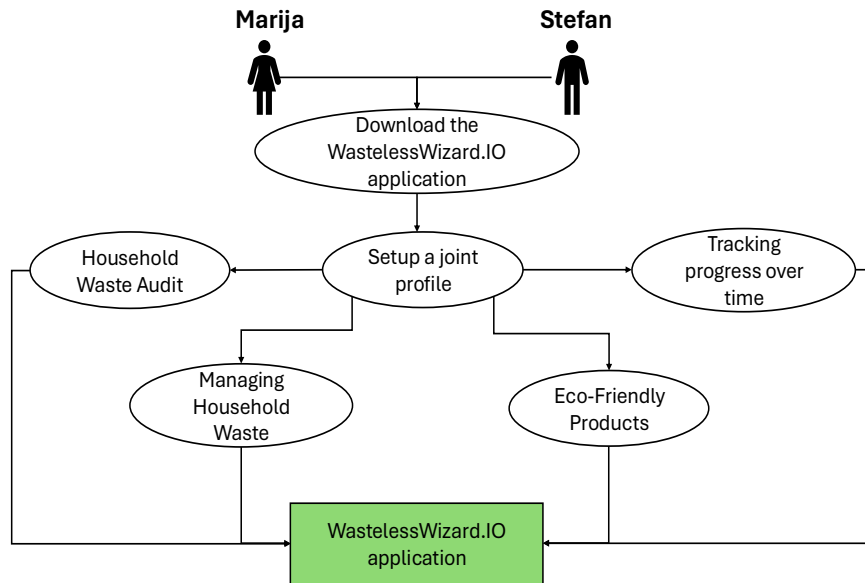 Marija
Stefan
Download the
WastelessWizard.IO
application
Household
Waste Audit
Setup a joint
profile
Tracking
progress over
time
Managing
Household
Waste
Eco-Friendly
Products
WastelessWizard.IO
application